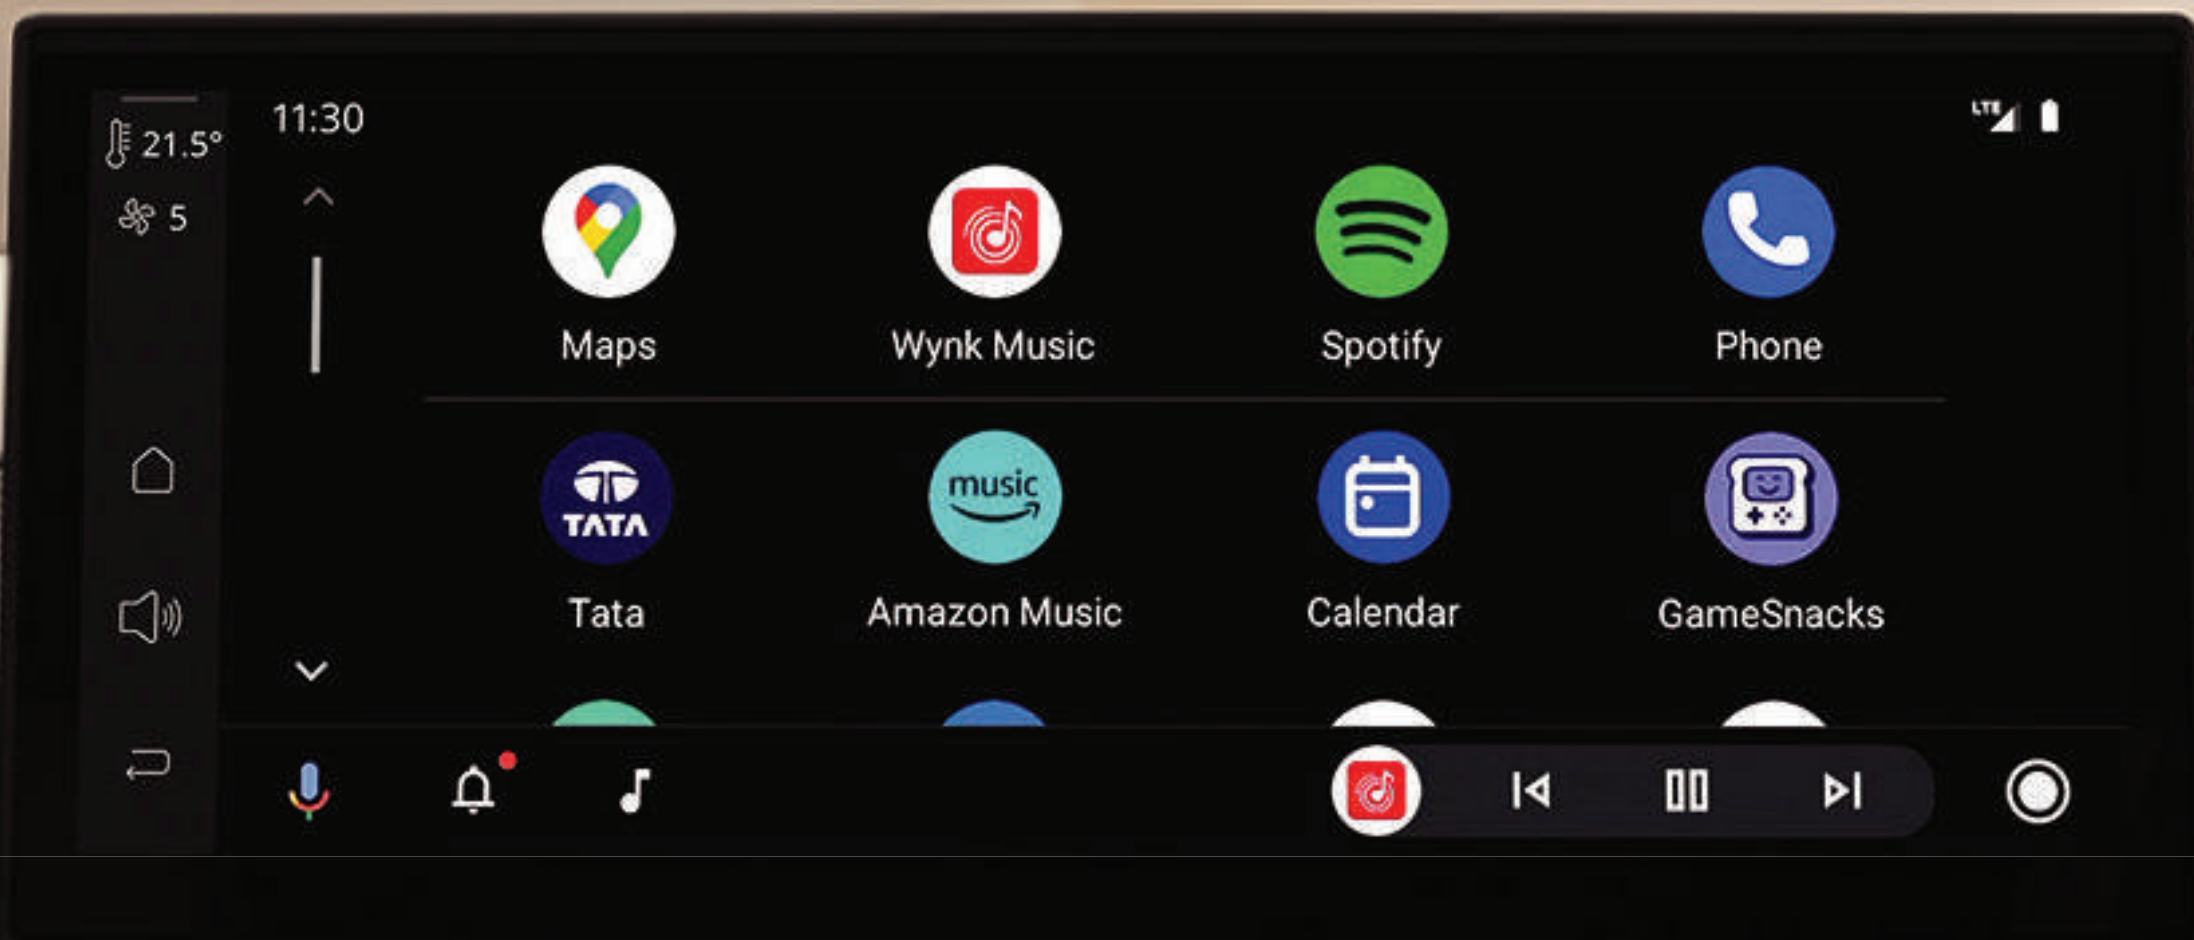 21.5°
5
11:30
LTE
Maps
Wynk Music
Spotify
Phone
TATA
music
Tata
Amazon Music
Calendar
GameSnacks